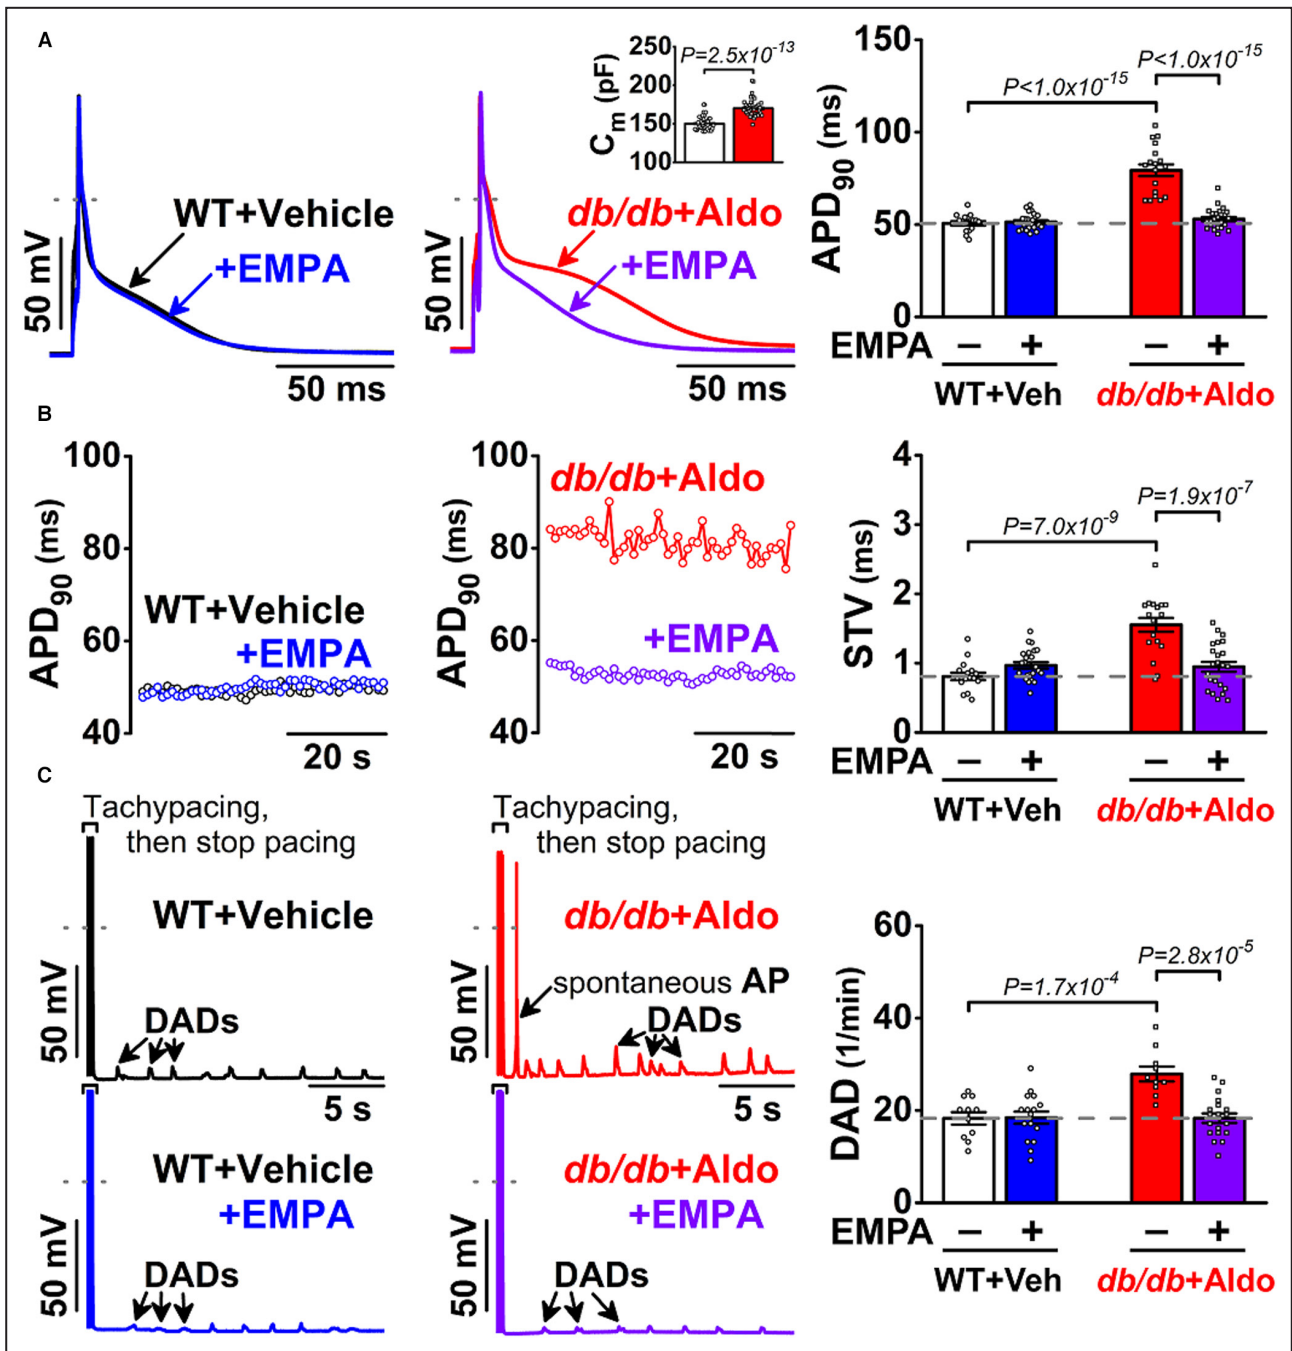 A
WT+Vehicle
+EMPA
50 mV
50 ms
db/db+Aldo
+EMPA
50 mV
50 ms
Cm (pF)
250
200
150
100
P=2.5x10-13
APD90 (ms)
150
100
50
0
P<1.0x10-15
P<1.0x10-15
EMPA − + − +
WT+Veh db/db+Aldo
B
APD90 (ms)
100
80
60
40
WT+Vehicle
+EMPA
20 s
APD90 (ms)
100
80
60
40
db/db+Aldo
+EMPA
20 s
STV (ms)
4
3
2
1
0
P=7.0x10-9
P=1.9x10-7
EMPA − + − +
WT+Veh db/db+Aldo
C
Tachypacing,
then stop pacing
WT+Vehicle
50 mV
DADs
5 s
Tachypacing,
then stop pacing
db/db+Aldo
spontaneous AP
50 mV
DADs
5 s
WT+Vehicle
+EMPA
50 mV
DADs
db/db+Aldo
+EMPA
50 mV
DADs
DAD (1/min)
60
40
20
0
P=1.7x10-4
P=2.8x10-5
EMPA − + − +
WT+Veh db/db+Aldo